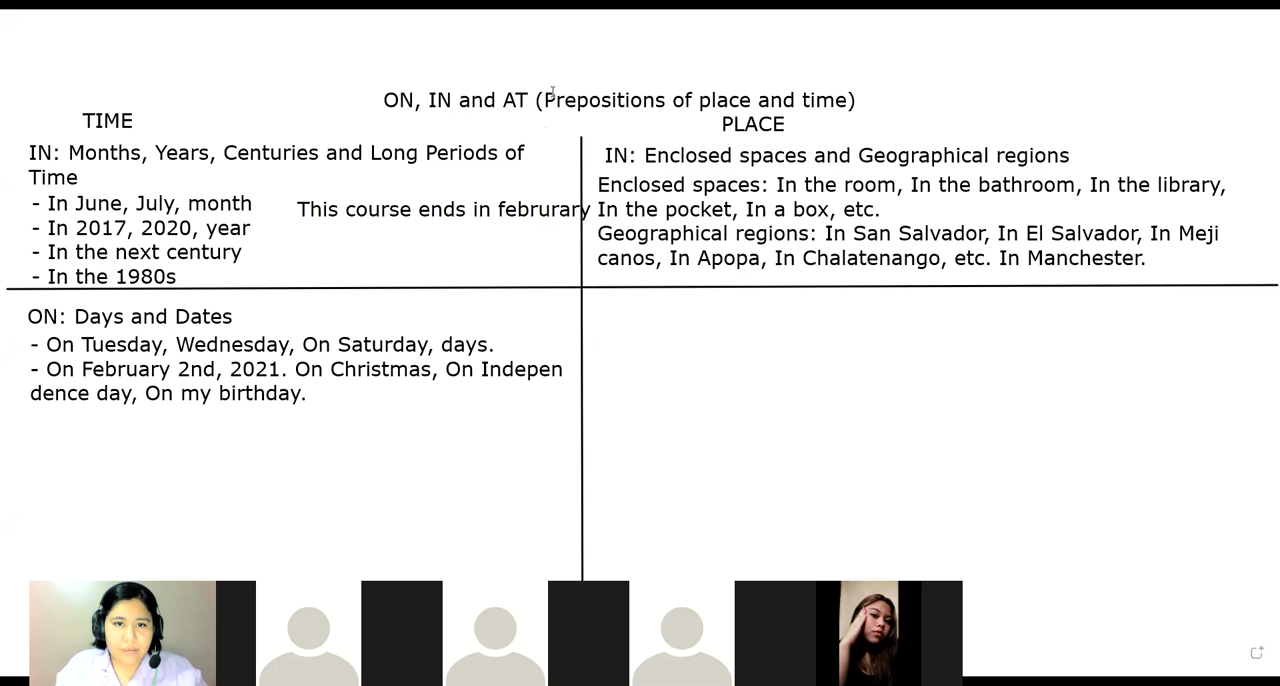 ON, IN and AT (Prepositions of place and time)
TIME
IN: Months, Years, Centuries and Long Periods of
Time
- In June, July, month
- In 2017, 2020, year
- In the next century
- In the 1980s
This course ends in februrary
ON: Days and Dates
- On Tuesday, Wednesday, On Saturday, days.
- On February 2nd, 2021. On Christmas, On Indepen
dence day, On my birthday.
PLACE
IN: Enclosed spaces and Geographical regions
Enclosed spaces: In the room, In the bathroom, In the library,
In the pocket, In a box, etc.
Geographical regions: In San Salvador, In El Salvador, In Meji
canos, In Apopa, In Chalatenango, etc. In Manchester.